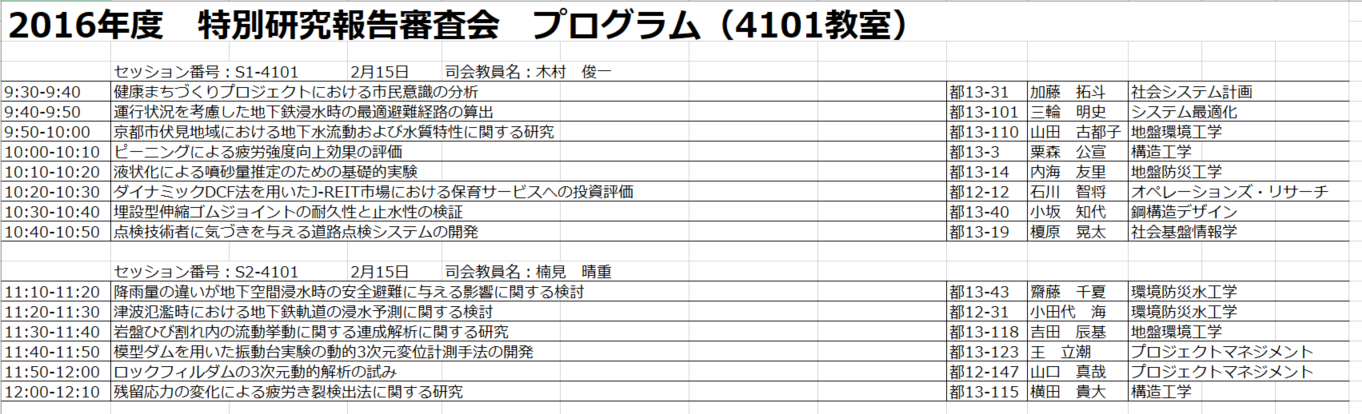 2016年度　特別研究報告審査会　プログラム（4101教室）
セッション番号：S1-4101　2月15日　司会教員名：木村　俊一
9:30-9:40 健康まちづくりプロジェクトにおける市民意識の分析 都13-31 加藤　拓斗 社会システム計画
9:40-9:50 運行状況を考慮した地下鉄浸水時の最適避難経路の算出 都13-101 三輪　明史 システム最適化
9:50-10:00 京都市伏見地域における地下水流動および水質特性に関する研究 都13-110 山田　古都子 地盤環境工学
10:00-10:10 ピーニングによる疲労強度向上効果の評価 都13-3 栗森　公宣 構造工学
10:10-10:20 液状化による噴砂量推定のための基礎的実験 都13-14 内海　友里 地盤防災工学
10:20-10:30 ダイナミックDCF法を用いたJ-REIT市場における保育サービスへの投資評価 都12-12 石川　智将 オペレーションズ・リサーチ
10:30-10:40 埋設型伸縮ゴムジョイントの耐久性と止水性の検証 都13-40 小坂　知代 鋼構造デザイン
10:40-10:50 点検技術者に気づきを与える道路点検システムの開発 都13-19 榎原　晃太 社会基盤情報学
セッション番号：S2-4101　2月15日　司会教員名：楠見　晴重
11:10-11:20 降雨量の違いが地下空間浸水時の安全避難に与える影響に関する検討 都13-43 齋藤　千夏 環境防災水工学
11:20-11:30 津波氾濫時における地下鉄軌道の浸水予測に関する検討 都12-31 小田代　海 環境防災水工学
11:30-11:40 岩盤ひび割れ内の流動挙動に関する連成解析に関する研究 都13-118 吉田　辰基 地盤環境工学
11:40-11:50 模型ダムを用いた振動台実験の動的3次元変位計測手法の開発 都13-123 王　立潮 プロジェクトマネジメント
11:50-12:00 ロックフィルダムの3次元動的解析の試み 都12-147 山口　真哉 プロジェクトマネジメント
12:00-12:10 残留応力の変化による疲労き裂検出法に関する研究 都13-115 横田　貴大 構造工学